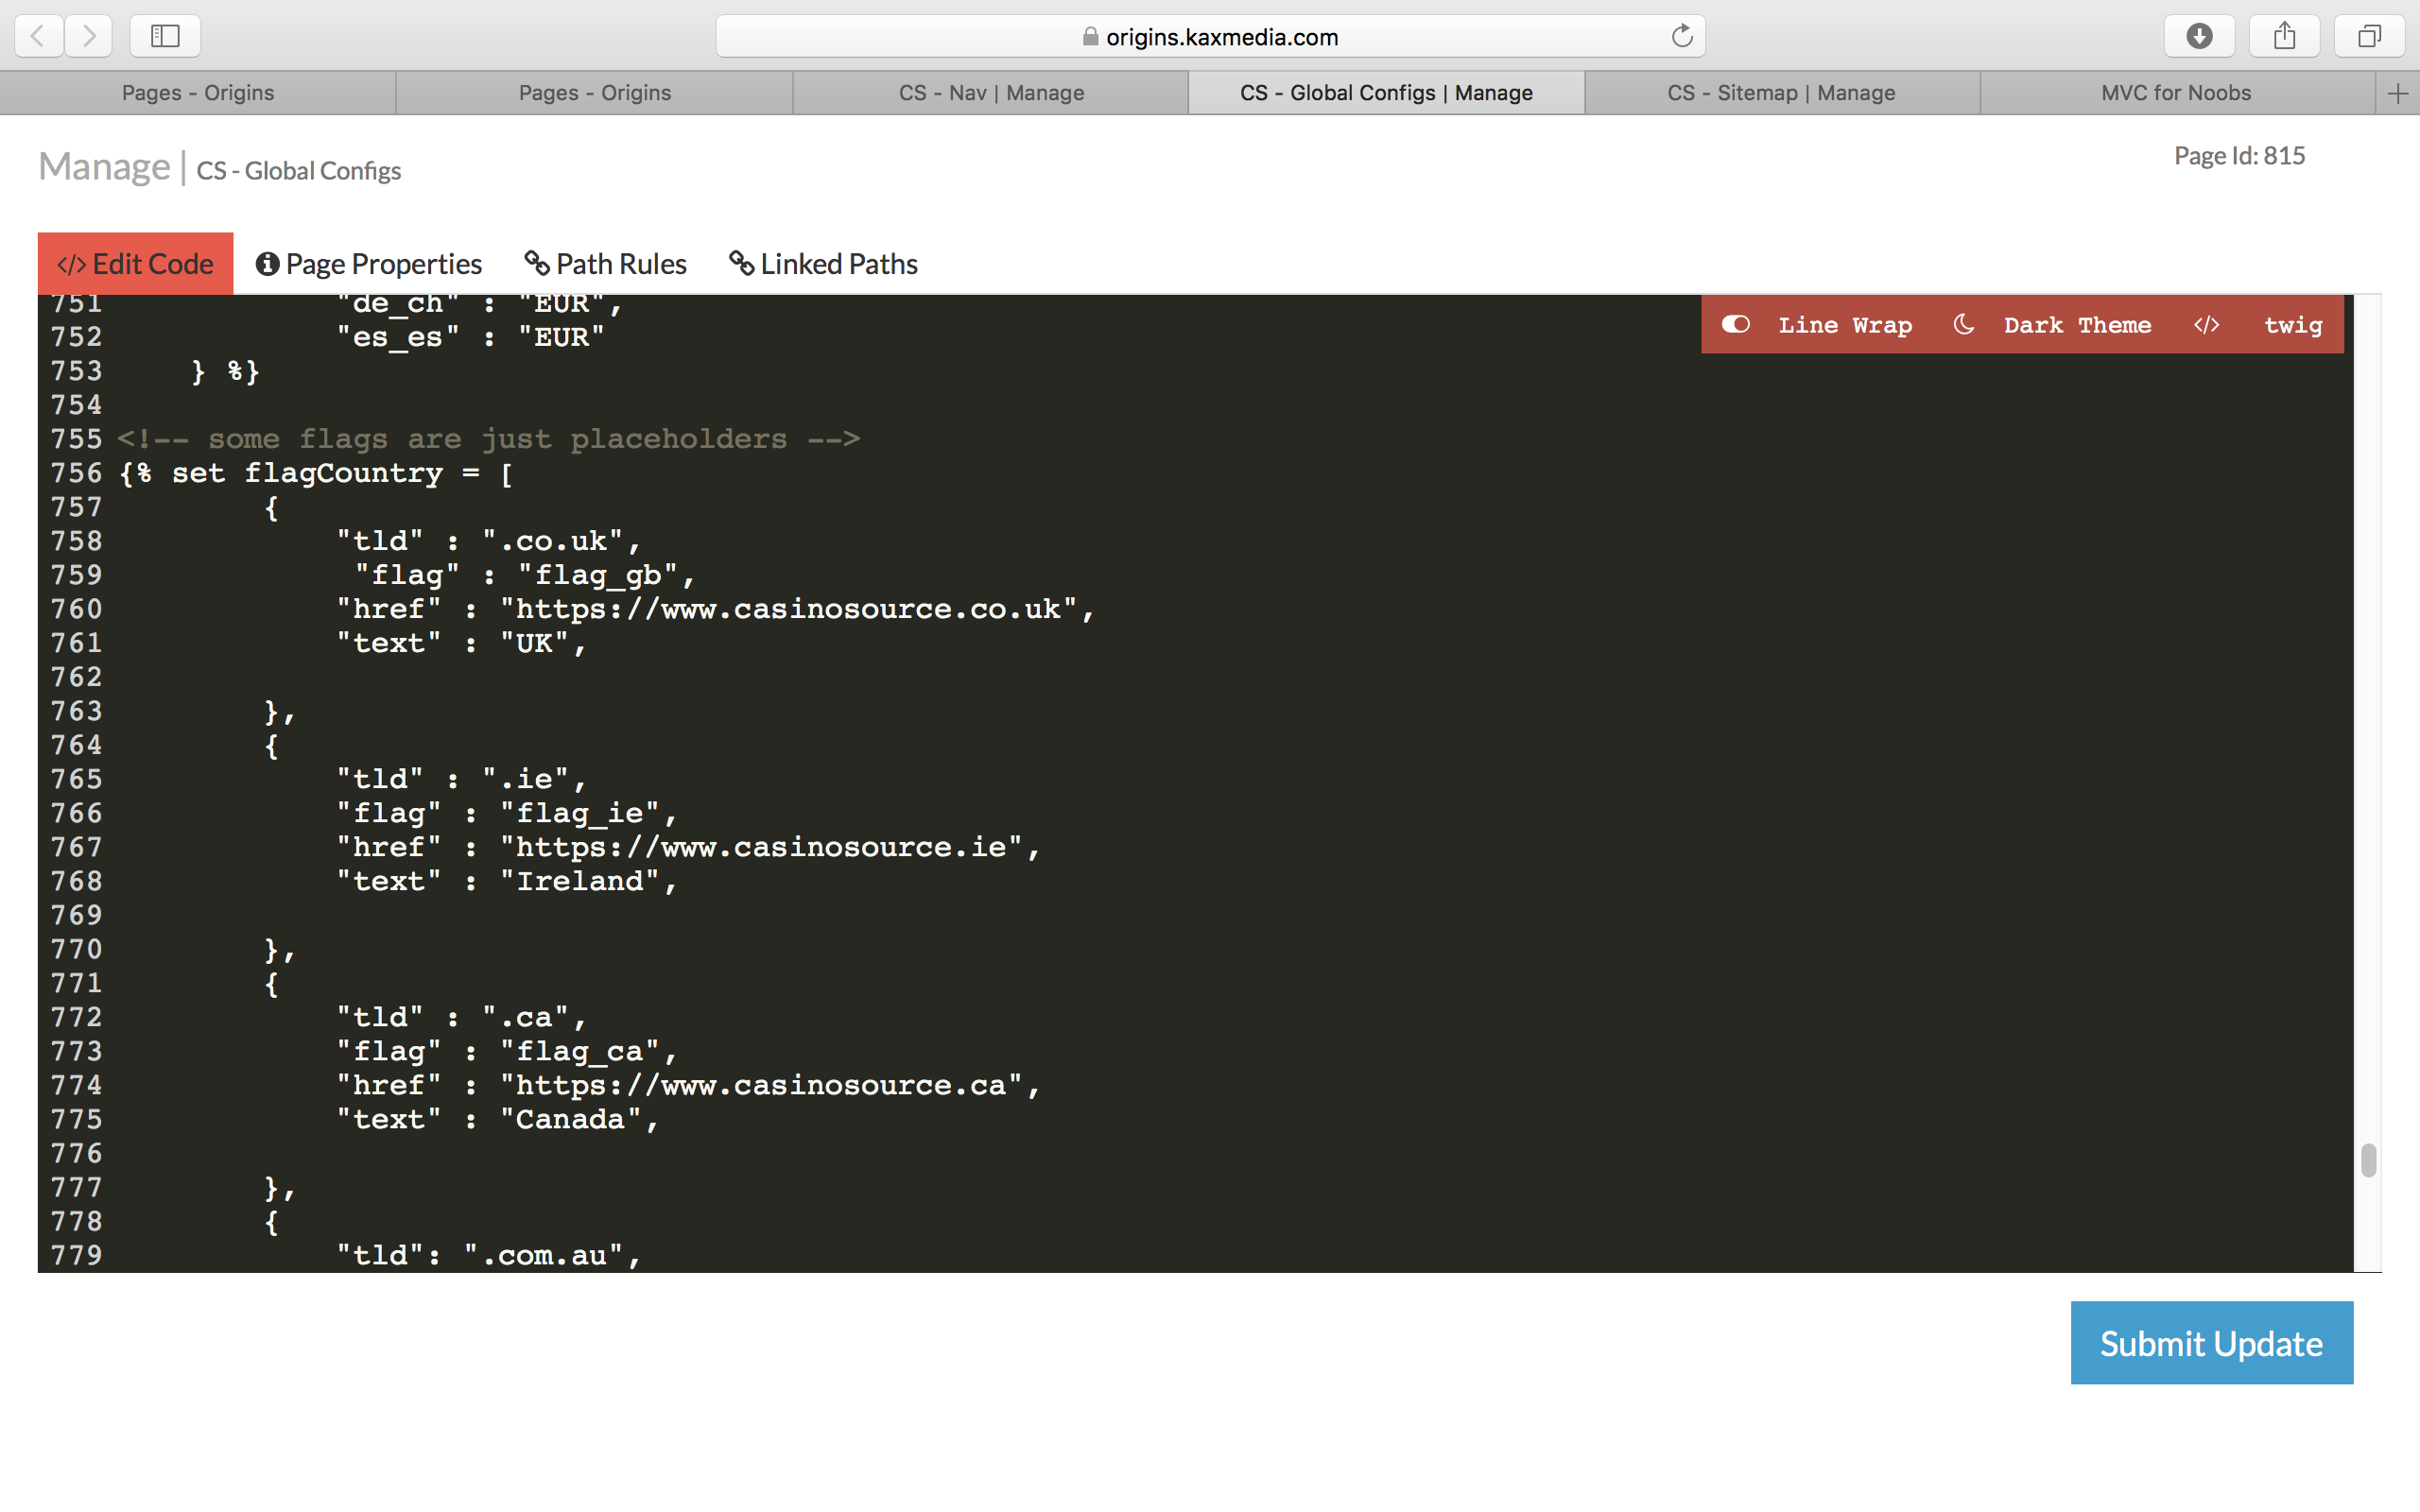 origins.kaxmedia.com
Pages - Origins
Pages - Origins
CS - Nav | Manage
CS - Global Configs | Manage
CS - Sitemap | Manage
MVC for Noobs
Manage | CS - Global Configs
Page Id: 815
</> Edit Code
Page Properties
Path Rules
Linked Paths
Line Wrap
Dark Theme
</> twig
751 "de_ch" : "EUR",
752 "es_es" : "EUR"
753 } %}
754
755 <!-- some flags are just placeholders -->
756 {% set flagCountry = [
757 {
758 "tld" : ".co.uk",
759 "flag" : "flag_gb",
760 "href" : "https://www.casinosource.co.uk",
761 "text" : "UK",
762
763 },
764 {
765 "tld" : ".ie",
766 "flag" : "flag_ie",
767 "href" : "https://www.casinosource.ie",
768 "text" : "Ireland",
769
770 },
771 {
772 "tld" : ".ca",
773 "flag" : "flag_ca",
774 "href" : "https://www.casinosource.ca",
775 "text" : "Canada",
776
777 },
778 {
779 "tld": ".com.au",
Submit Update